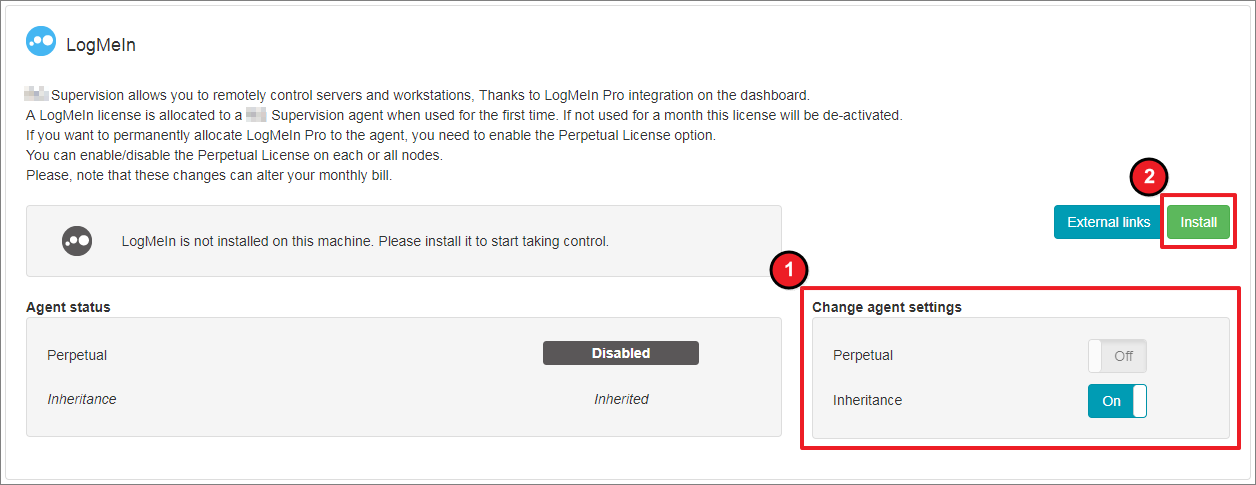 LogMeIn
Supervision allows you to remotely control servers and workstations, Thanks to LogMeIn Pro integration on the dashboard.
A LogMeIn license is allocated to a Supervision agent when used for the first time. If not used for a month this license will be de-activated.
If you want to permanently allocate LogMeIn Pro to the agent, you need to enable the Perpetual License option.
You can enable/disable the Perpetual License on each or all nodes.
Please, note that these changes can alter your monthly bill.
2
External links
Install
LogMeIn is not installed on this machine. Please install it to start taking control.
1
Agent status
Perpetual
Disabled
Inheritance
Inherited
Change agent settings
Perpetual
Off
Inheritance
On